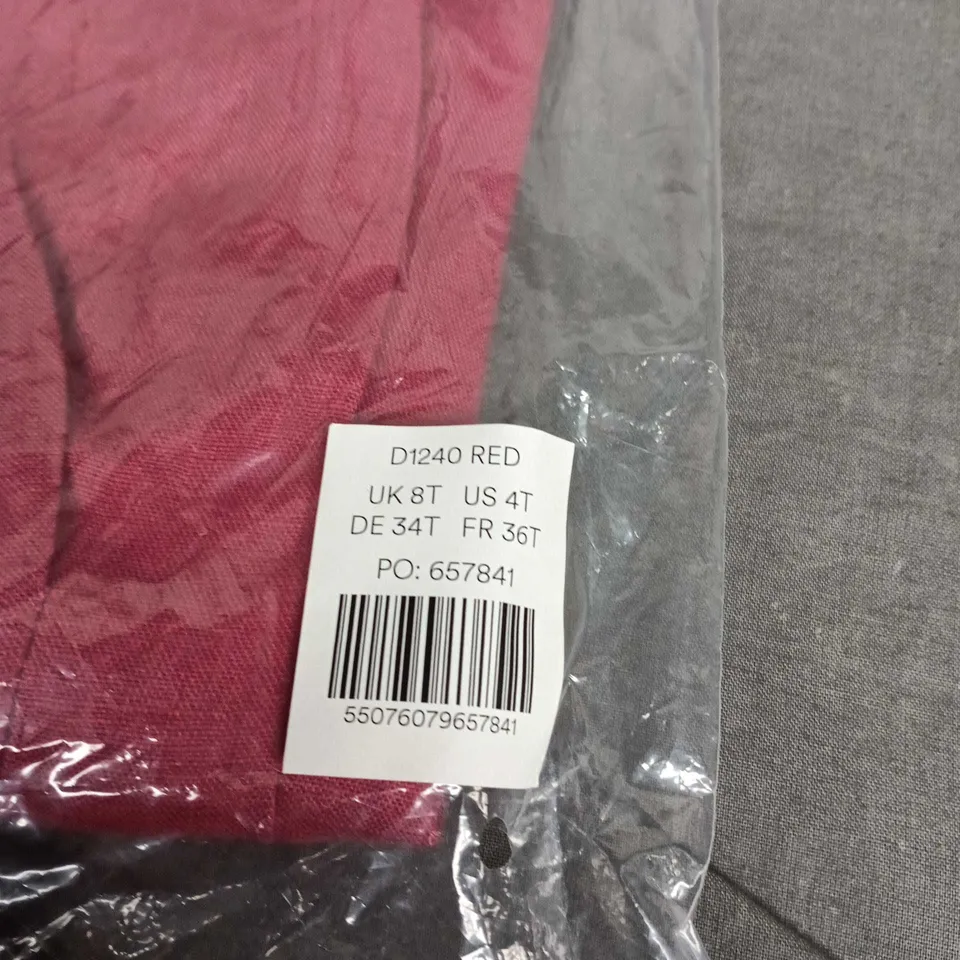 D1240 RED
UK 8T US 4T
DE 34T FR 36T
PO: 657841
55076079657841